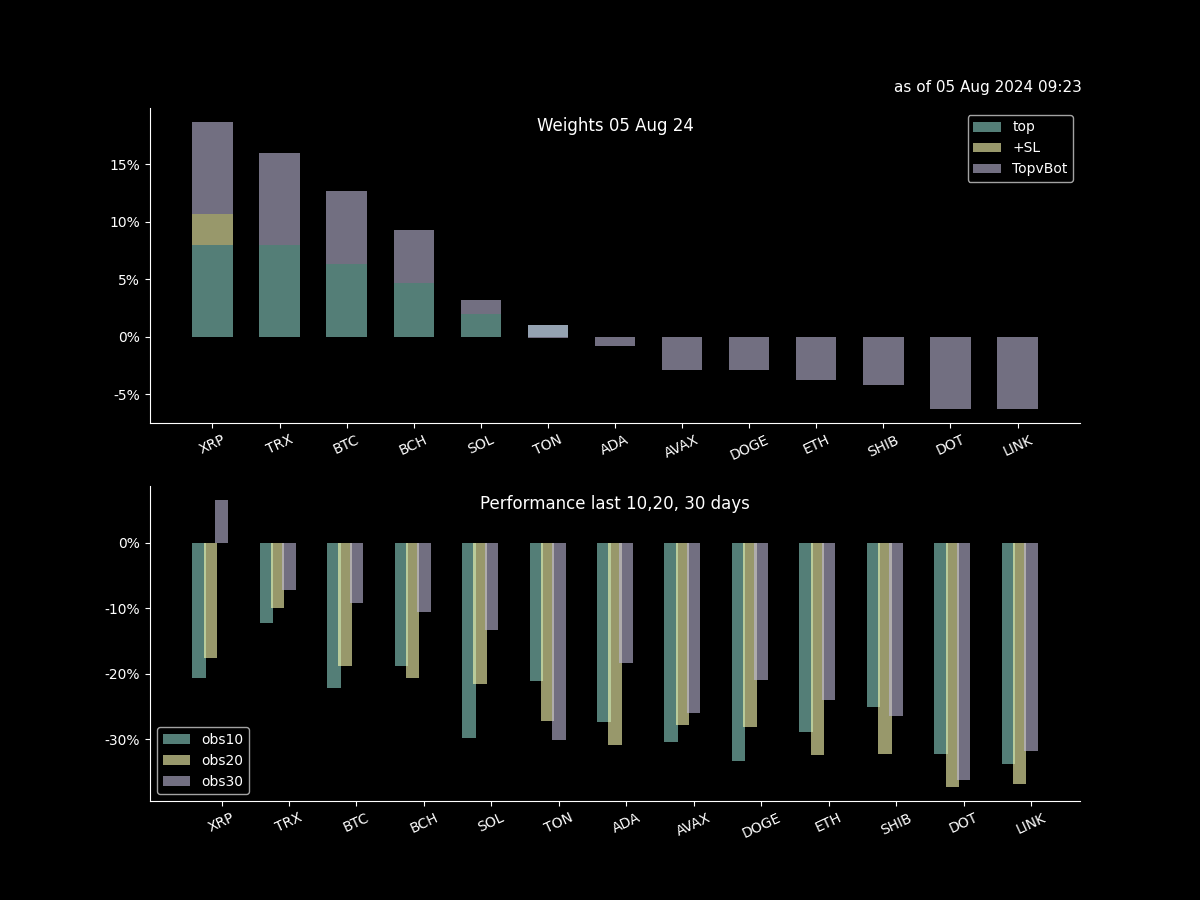 as of 05 Aug 2024 09:23
Weights 05 Aug 24
top
+SL
TopvBot
15%
10%
5%
0%
-5%
XRP TRX BTC BCH SOL TON ADA AVAX DOGE ETH SHIB DOT LINK
Performance last 10,20, 30 days
0%
-10%
-20%
-30%
obs10
obs20
obs30
XRP TRX BTC BCH SOL TON ADA AVAX DOGE ETH SHIB DOT LINK